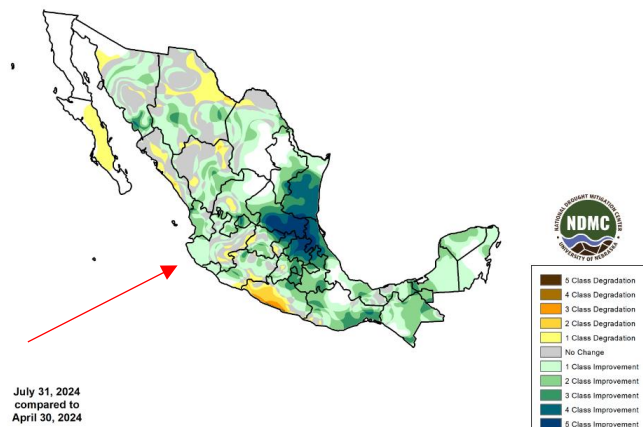 NATIONAL DROUGHT MITIGATION CENTER
NDMC
UNIVERSITY OF NEBRASKA
5 Class Degradation
4 Class Degradation
3 Class Degradation
2 Class Degradation
1 Class Degradation
No Change
1 Class Improvement
2 Class Improvement
3 Class Improvement
4 Class Improvement
5 Class Improvement
July 31, 2024
compared to
April 30, 2024